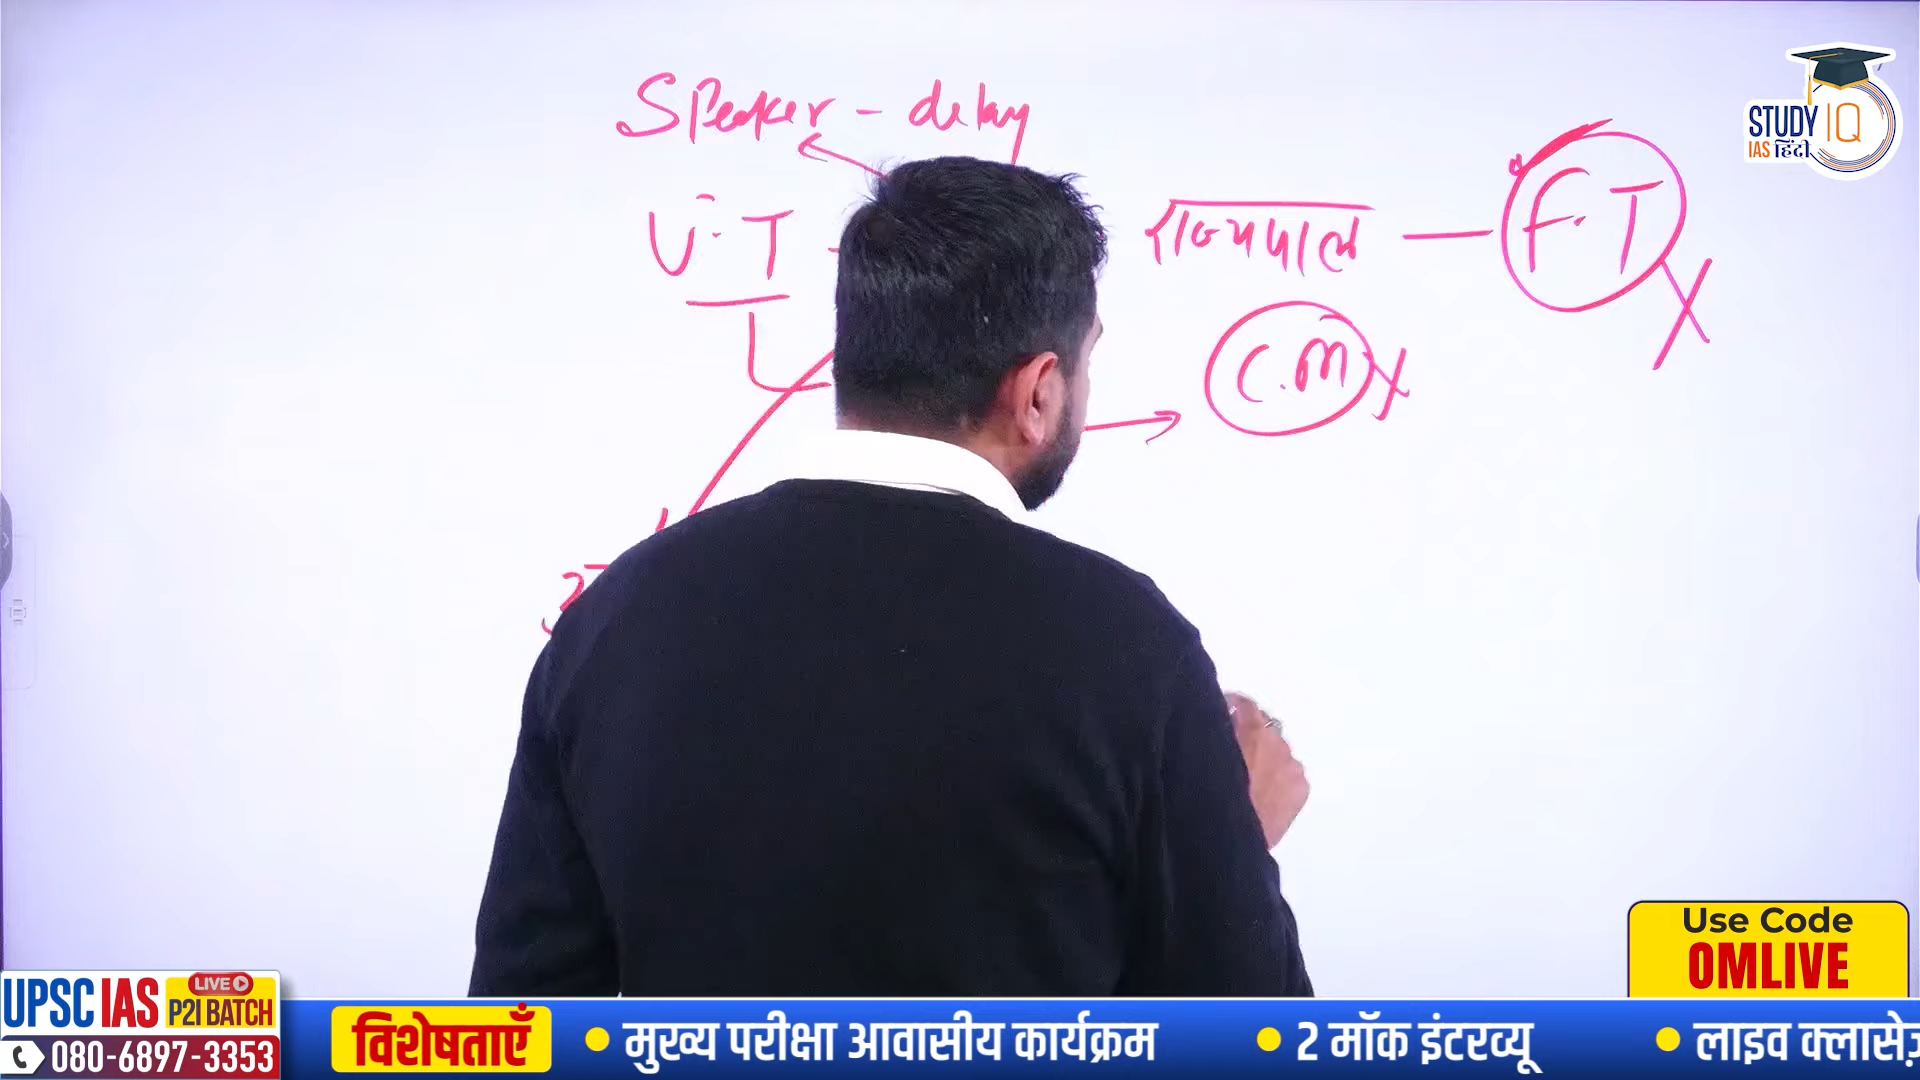 Speaker - delay
U.T
राज्यपाल — F.T
C.M
STUDY IQ
IAS हिंदी
Use Code
OMLIVE
UPSC IAS
LIVE
P2I BATCH
080-6897-3353
विशेषताएँ
• मुख्य परीक्षा आवासीय कार्यक्रम
• 2 मॉक इंटरव्यू
• लाइव क्लासेज़